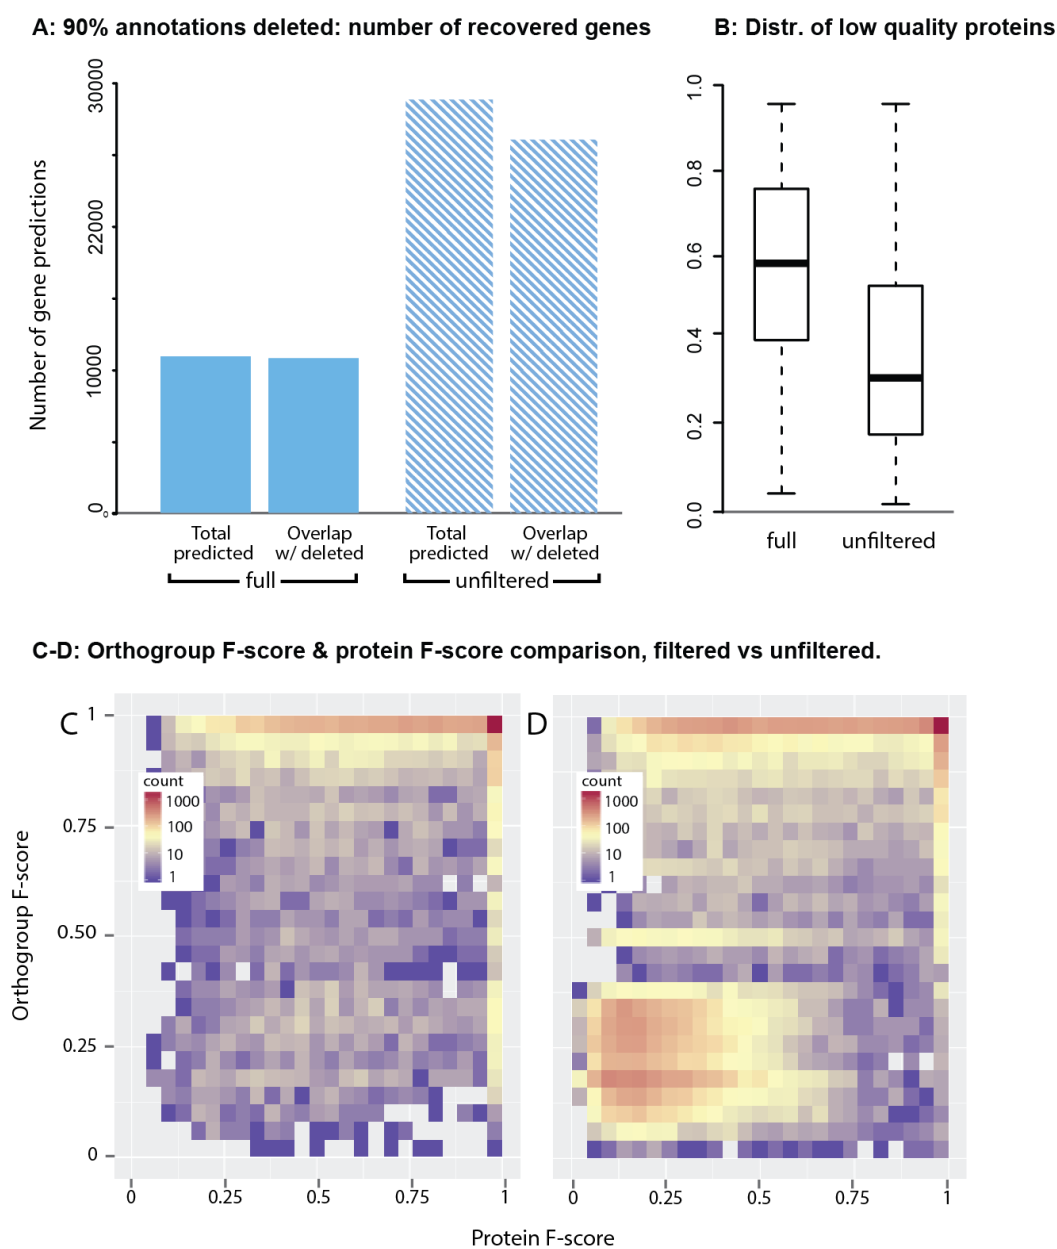 A: 90% annotations deleted: number of recovered genes
B: Distr. of low quality proteins
Number of gene predictions
30000
22000
10000
0
Total
predicted
Overlap
w/ deleted
Total
predicted
Overlap
w/ deleted
full
unfiltered
1.0
0.8
0.6
0.4
0.2
0.0
full
unfiltered
C-D: Orthogroup F-score & protein F-score comparison, filtered vs unfiltered.
Orthogroup F-score
C
1
0.75
0.50
0.25
0
count
1000
100
10
1
0
0.25
0.5
0.75
1
D
count
1000
100
10
1
0
0.25
0.5
0.75
1
Protein F-score